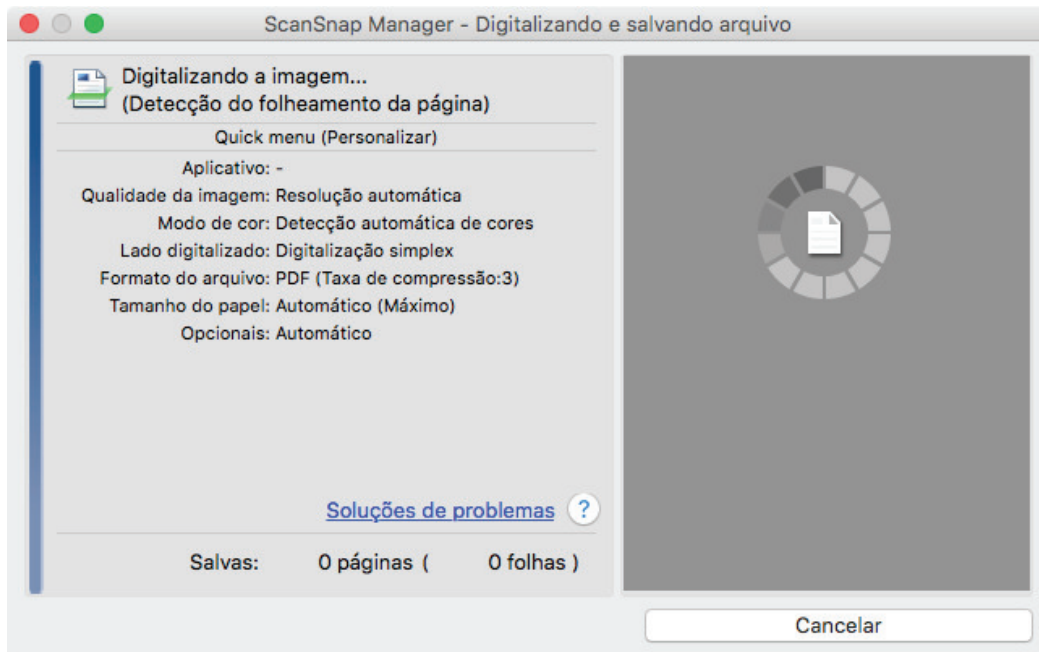 ScanSnap Manager - Digitalizando e salvando arquivo
Digitalizando a imagem...
(Detecção do folheamento da página)
Quick menu (Personalizar)
Aplicativo: -
Qualidade da imagem: Resolução automática
Modo de cor: Detecção automática de cores
Lado digitalizado: Digitalização simplex
Formato do arquivo: PDF (Taxa de compressão:3)
Tamanho do papel: Automático (Máximo)
Opcionais: Automático
Soluções de problemas ?
Salvas: 0 páginas ( 0 folhas )
Cancelar